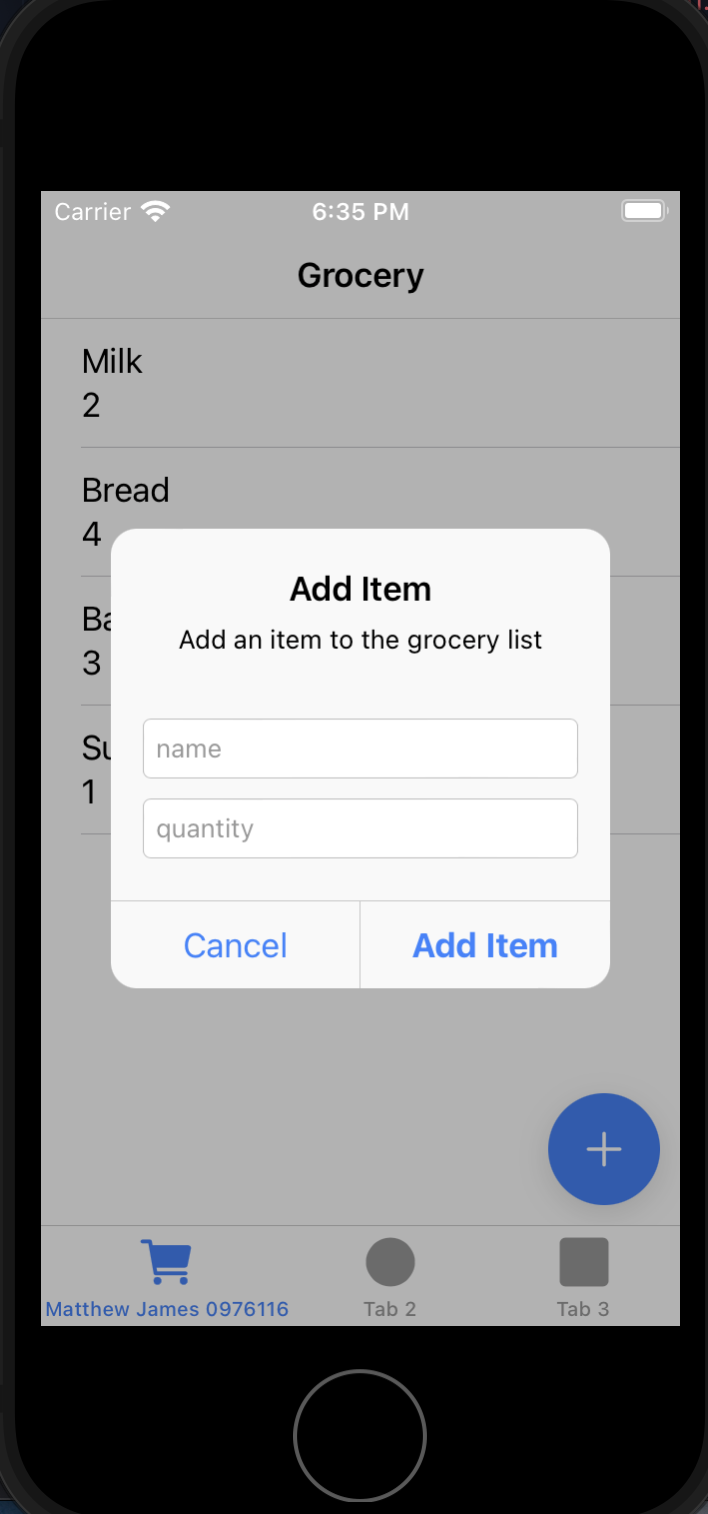 Carrier 6:35 PM
Grocery
Milk
2
Bread
4
Ba
3
Su
1
Add Item
Add an item to the grocery list
name
quantity
Cancel Add Item
Matthew James 0976116 Tab 2 Tab 3